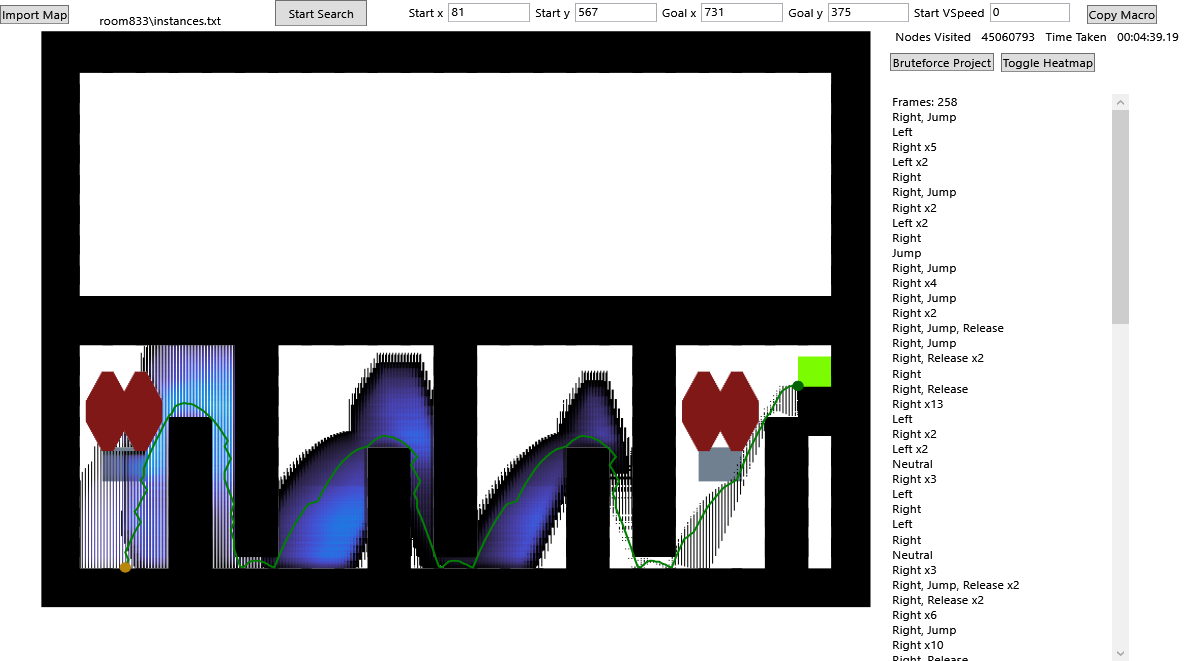 Import Map
room833\instances.txt
Start Search
Start x 81 Start y 567 Goal x 731 Goal y 375 Start VSpeed 0
Copy Macro
Nodes Visited 45060793 Time Taken 00:04:39.19
Bruteforce Project
Toggle Heatmap
Frames: 258
Right, Jump
Left
Right x5
Left x2
Right
Right, Jump
Right x2
Left x2
Right
Jump
Right, Jump
Right x4
Right, Jump
Right x2
Right, Jump, Release
Right, Jump
Right, Release x2
Right
Right, Release
Right x13
Left
Right x2
Left x2
Neutral
Right x3
Left
Right
Left
Right
Neutral
Right x3
Right, Jump, Release x2
Right, Release x2
Right x6
Right, Jump
Right x10
Right, Release